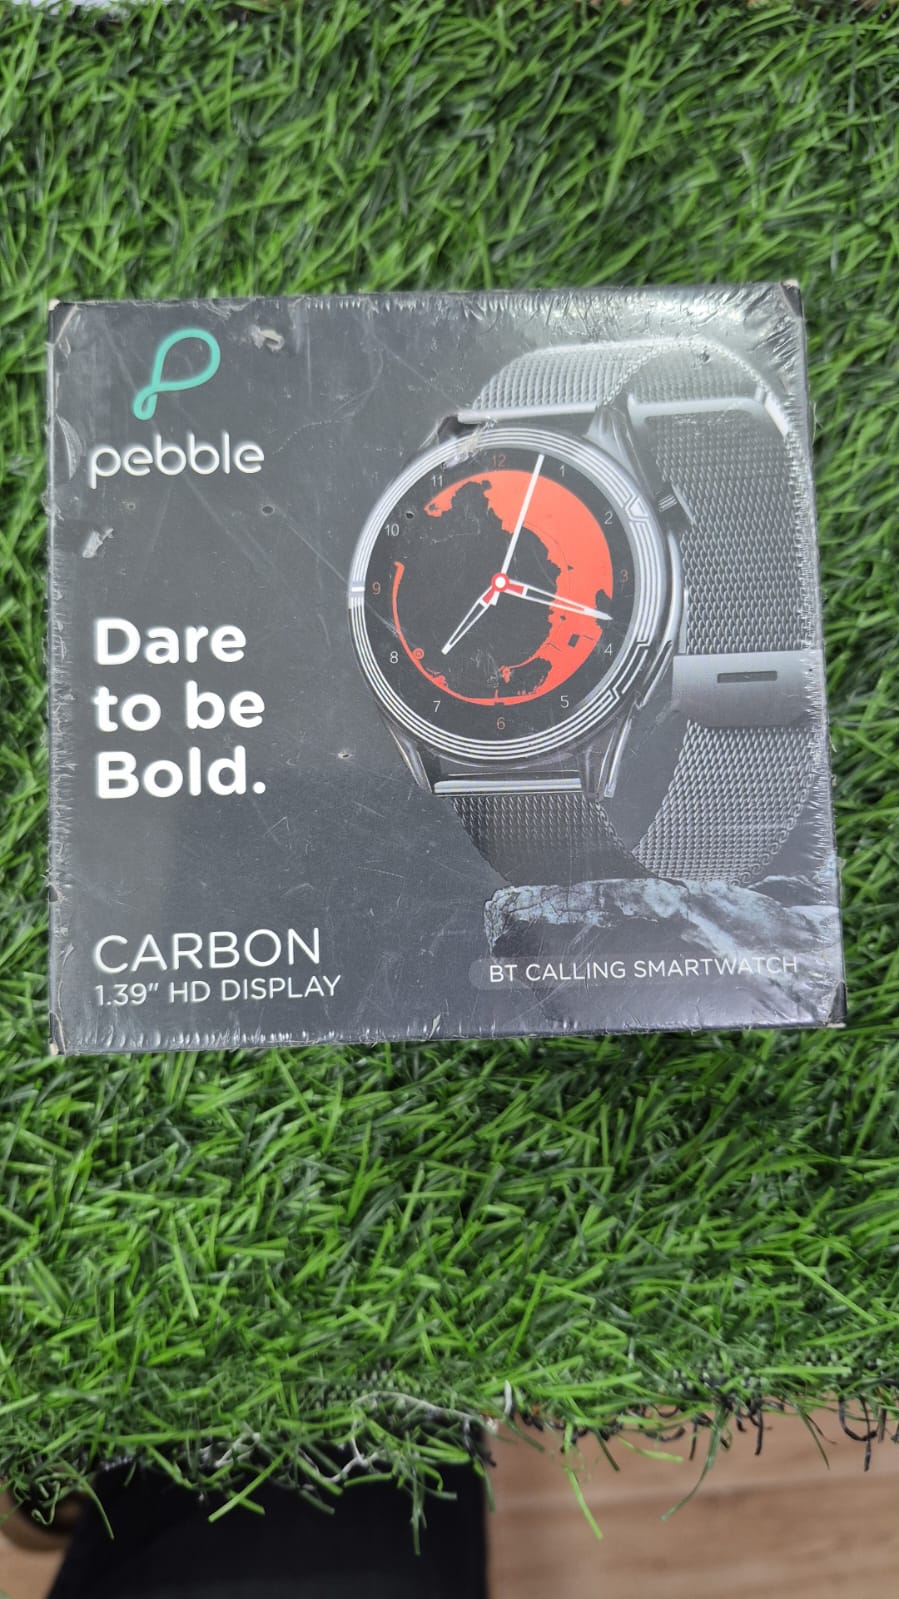 pebble
12
1
11
2
10
3
9
4
8
5
7
6
Dare
to be
Bold.
CARBON
1.39" HD DISPLAY
BT CALLING SMARTWATCH